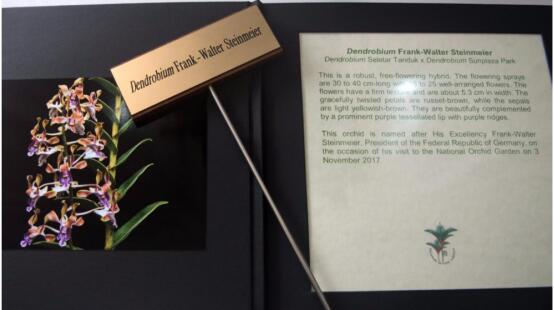 Dendrobium Frank-Walter Steinmeier
Dendrobium Frank-Walter Steinmeier
Dendrobium Seletar Tanduk x Dendrobium Sunplaza Park
This is a robust, free-flowering hybrid. The flowering sprays
are 30 to 40 cm-long to 25 well-arranged flowers. The
flowers have a firm and are about 5.3 cm in width. The
gracefully twisted petals are russet-brown, while the sepals
are light yellowish-brown. They are beautifully complemented
by a prominent purple tessellated lip with purple ridges.
This orchid is named after His Excellency Frank-Walter
Steinmeier, President of the Federal Republic of Germany, on
the occasion of his visit to the National Orchid Garden on 3
November 2017.